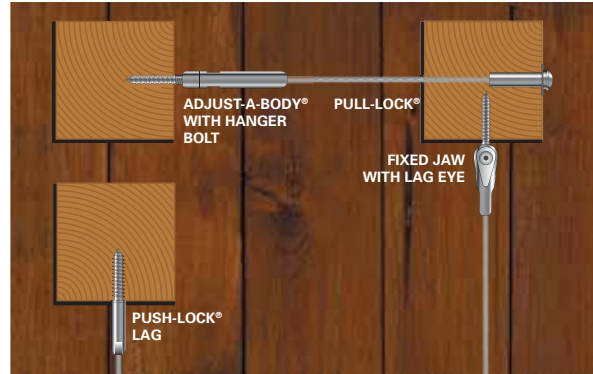 ADJUST-A-BODY®
WITH HANGER
BOLT
PULL-LOCK®
FIXED JAW
WITH LAG EYE
PUSH-LOCK®
LAG